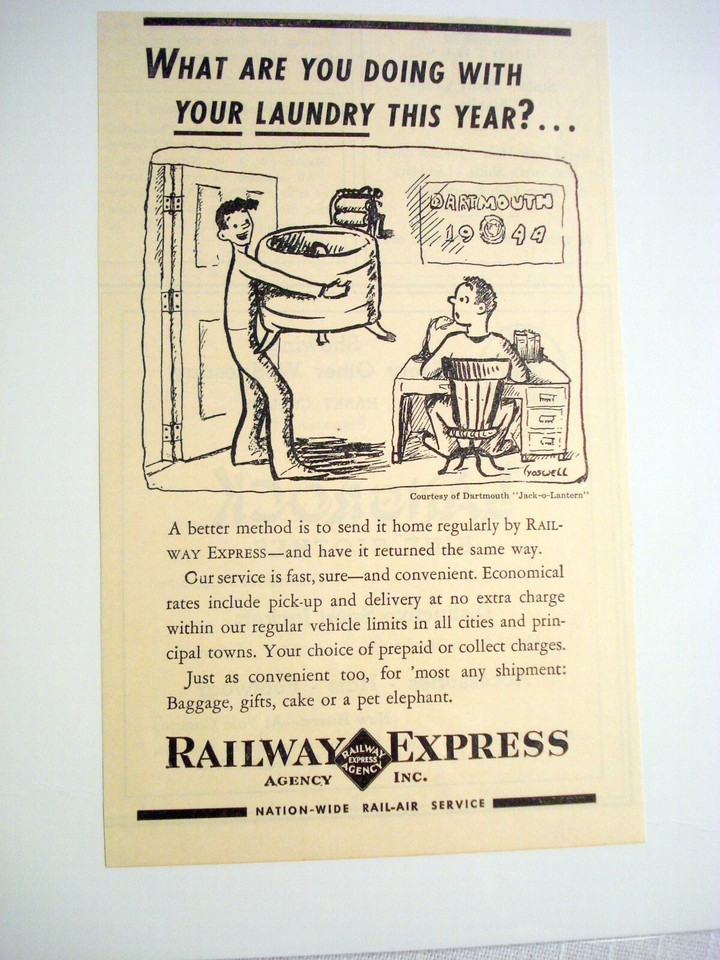 WHAT ARE YOU DOING WITH
YOUR LAUNDRY THIS YEAR?...
DARTMOUTH
19 44
Courtesy of Dartmouth "Jack-o-Lantern"
A better method is to send it home regularly by RAIL-
WAY EXPRESS—and have it returned the same way.
Our service is fast, sure—and convenient. Economical
rates include pick-up and delivery at no extra charge
within our regular vehicle limits in all cities and prin-
cipal towns. Your choice of prepaid or collect charges.
Just as convenient too, for 'most any shipment:
Baggage, gifts, cake or a pet elephant.
RAILWAY EXPRESS
RAILWAY
EXPRESS
AGENCY
AGENCY INC.
NATION-WIDE RAIL-AIR SERVICE